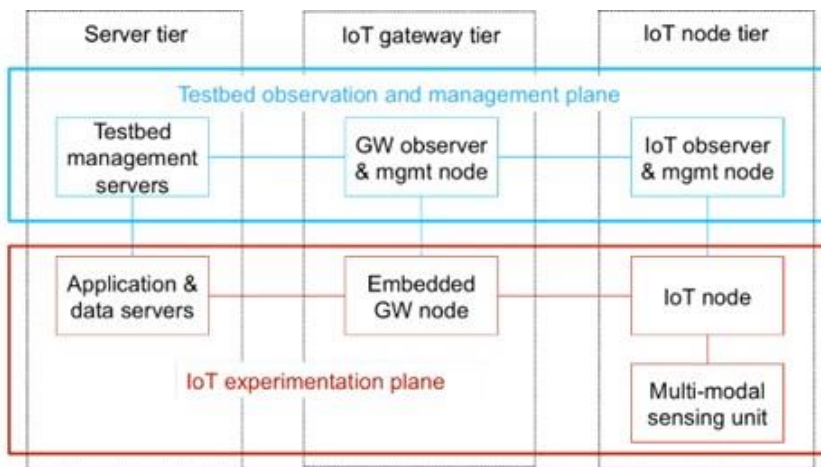 Server tier
IoT gateway tier
IoT node tier
Testbed observation and management plane
Testbed
management
servers
GW observer
& mgmt node
IoT observer
& mgmt node
Application &
data servers
Embedded
GW node
IoT node
IoT experimentation plane
Multi-modal
sensing unit